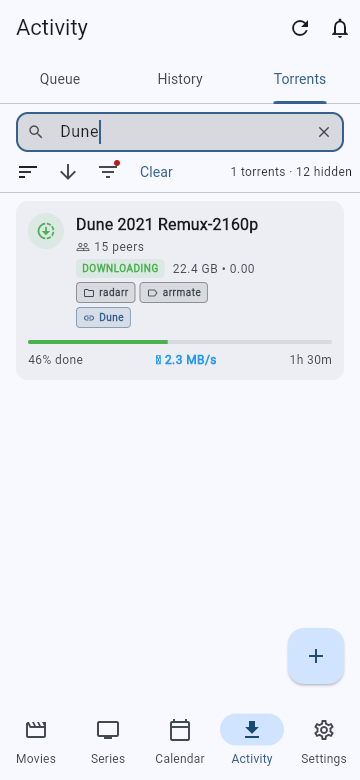 Activity
Queue
History
Torrents
Dune
Clear
1 torrents • 12 hidden
Dune 2021 Remux-2160p
15 peers
DOWNLOADING 22.4 GB • 0.00
radarr
arrmate
Dune
46% done
2.3 MB/s
1h 30m
Movies
Series
Calendar
Activity
Settings